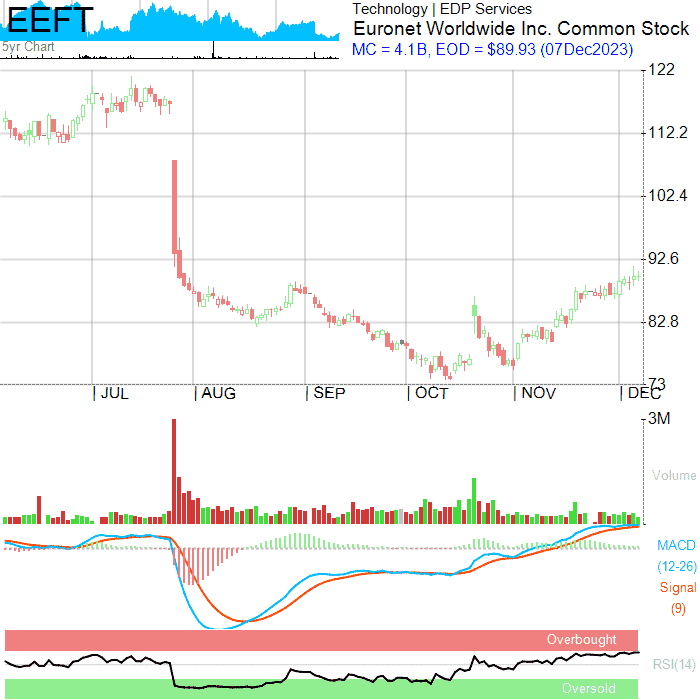 EEFT
5yr Chart
Technology | EDP Services
Euronet Worldwide Inc. Common Stock
MC = 4.1B, EOD = $89.93 (07Dec2023)
122
112.2
102.4
92.6
82.8
73
| JUL | AUG | SEP | OCT | NOV | DEC
3M
Volume
MACD
(12-26)
Signal
(9)
Overbought
RSI(14)
Oversold